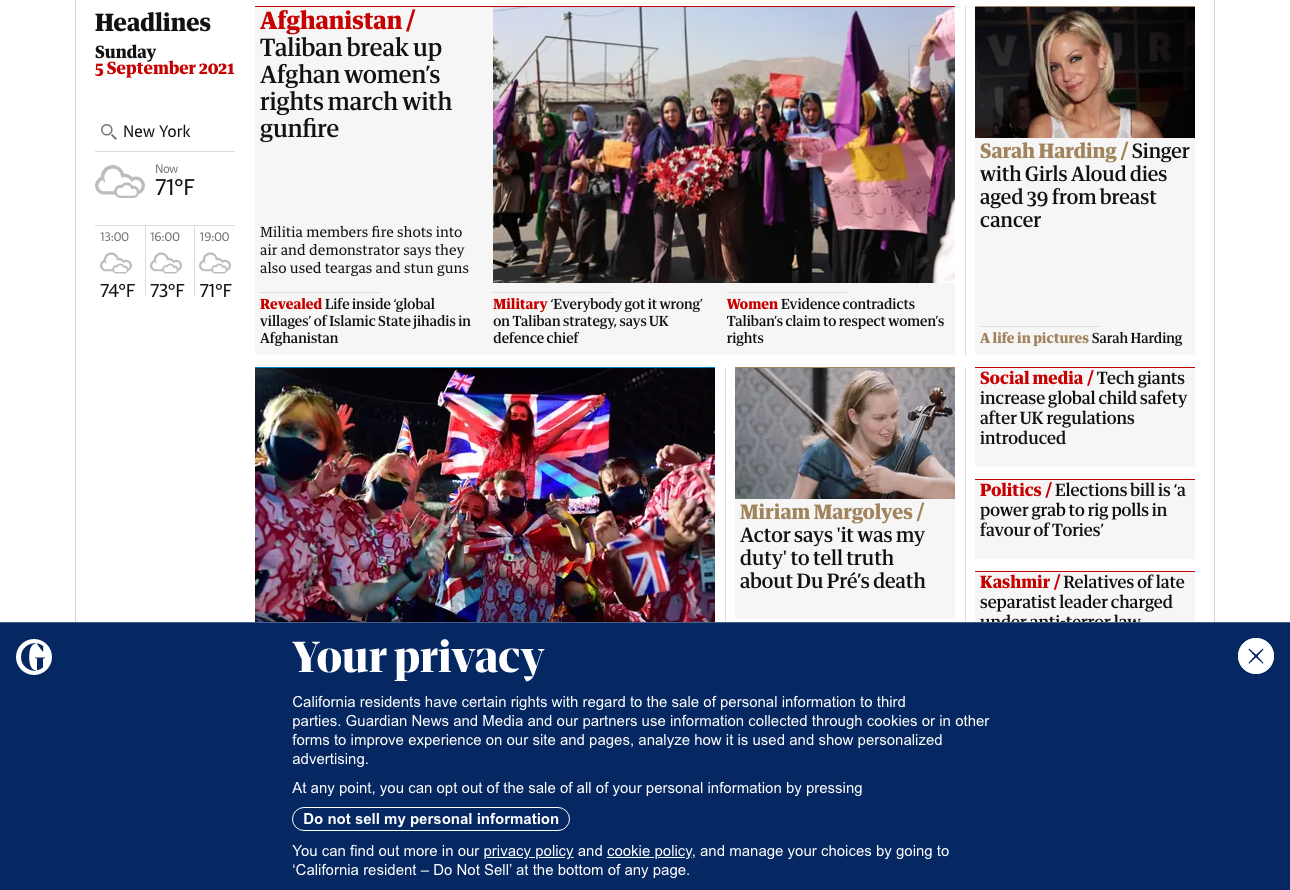 Headlines
Sunday
5 September 2021
New York
Now
71°F
13:00
16:00
19:00
74°F
73°F
71°F
Afghanistan /
Taliban break up
Afghan women's
rights march with
gunfire
Militia members fire shots into
air and demonstrator says they
also used teargas and stun guns
Revealed Life inside 'global
villages' of Islamic State jihadis in
Afghanistan
Military 'Everybody got it wrong'
on Taliban strategy, says UK
defence chief
Women Evidence contradicts
Taliban's claim to respect women's
rights
Sarah Harding / Singer
with Girls Aloud dies
aged 39 from breast
cancer
A life in pictures Sarah Harding
Miriam Margolyes /
Actor says 'it was my
duty' to tell truth
about Du Pré's death
Social media / Tech giants
increase global child safety
after UK regulations
introduced
Politics / Elections bill is 'a
power grab to rig polls in
favour of Tories'
Kashmir / Relatives of late
separatist leader charged
under anti-terror law
Your privacy
California residents have certain rights with regard to the sale of personal information to third
parties. Guardian News and Media and our partners use information collected through cookies or in other
forms to improve experience on our site and pages, analyze how it is used and show personalized
advertising.
At any point, you can opt out of the sale of all of your personal information by pressing
Do not sell my personal information
You can find out more in our privacy policy and cookie policy, and manage your choices by going to
'California resident – Do Not Sell' at the bottom of any page.